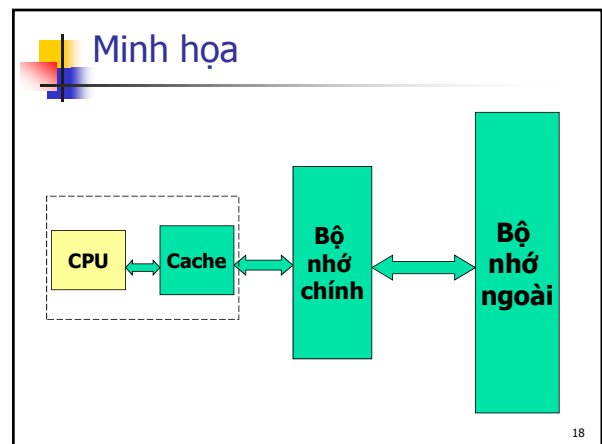 Minh họa
CPU
Cache
Bộ
nhớ
chính
Bộ
nhớ
ngoài
18